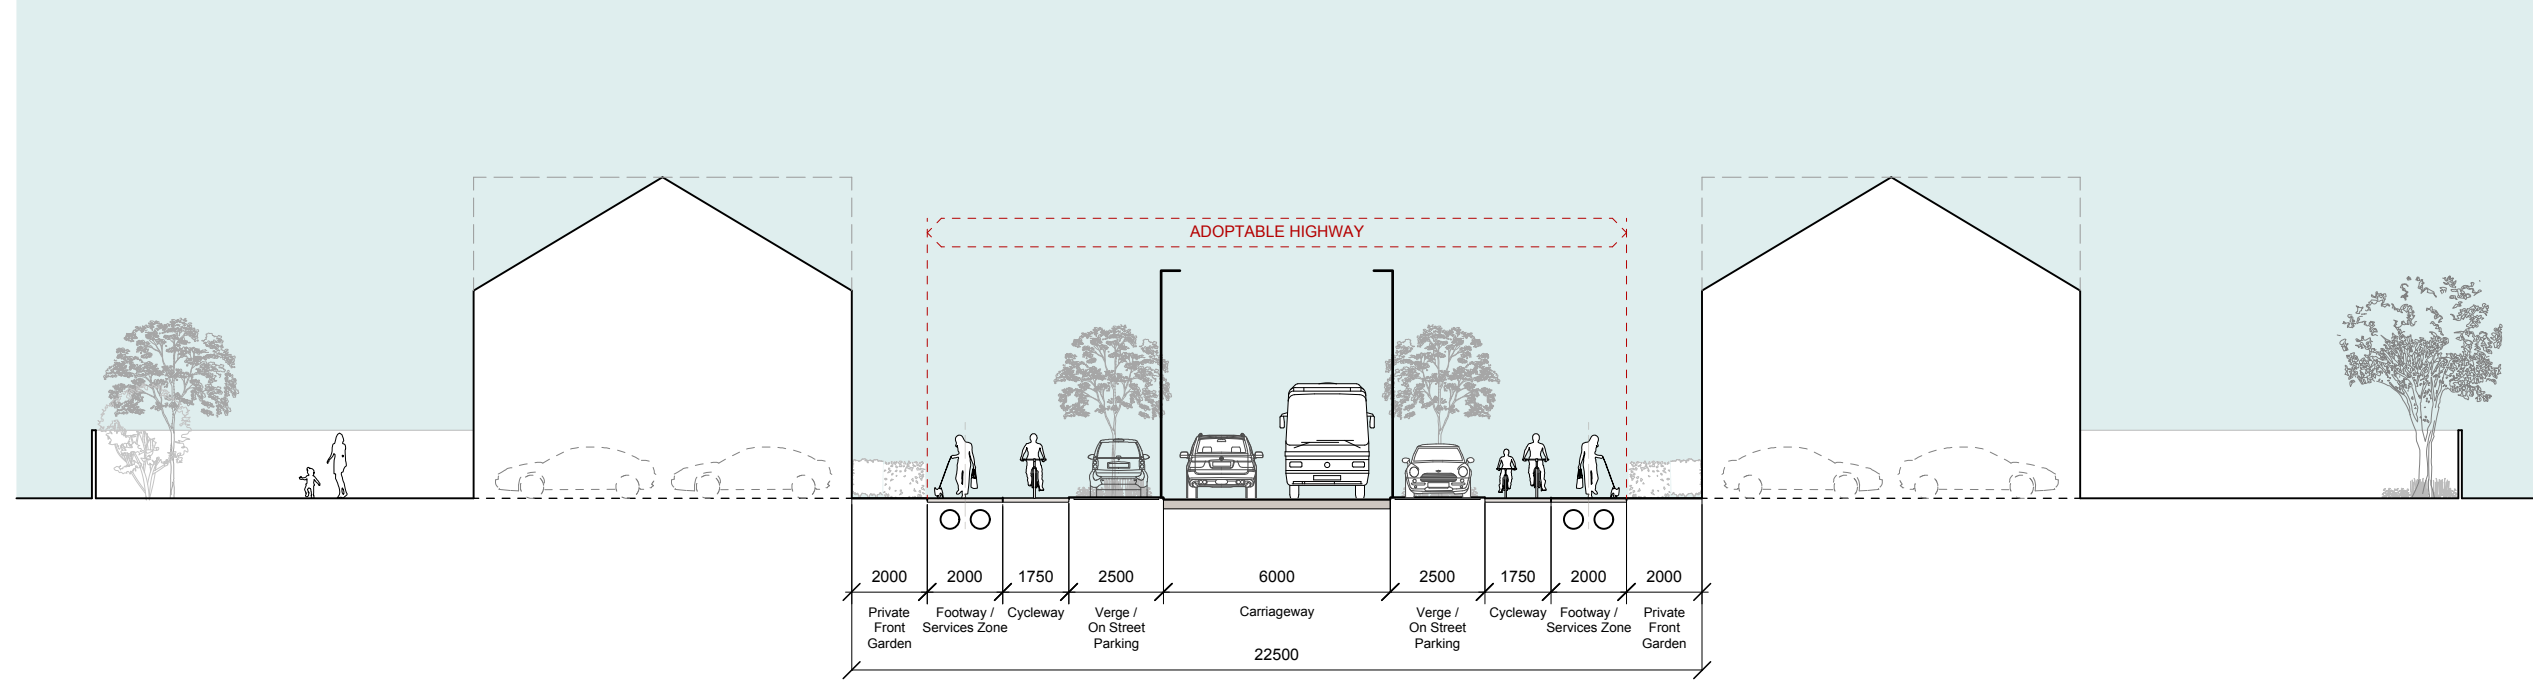 ADOPTABLE HIGHWAY
2000 2000 1750 2500 6000 2500 1750 2000 2000
Private
Front
Garden
Footway /
Services Zone
Cycleway
Verge /
On Street
Parking
Carriageway
Verge /
On Street
Parking
Cycleway
Footway /
Services Zone
Private
Front
Garden
22500